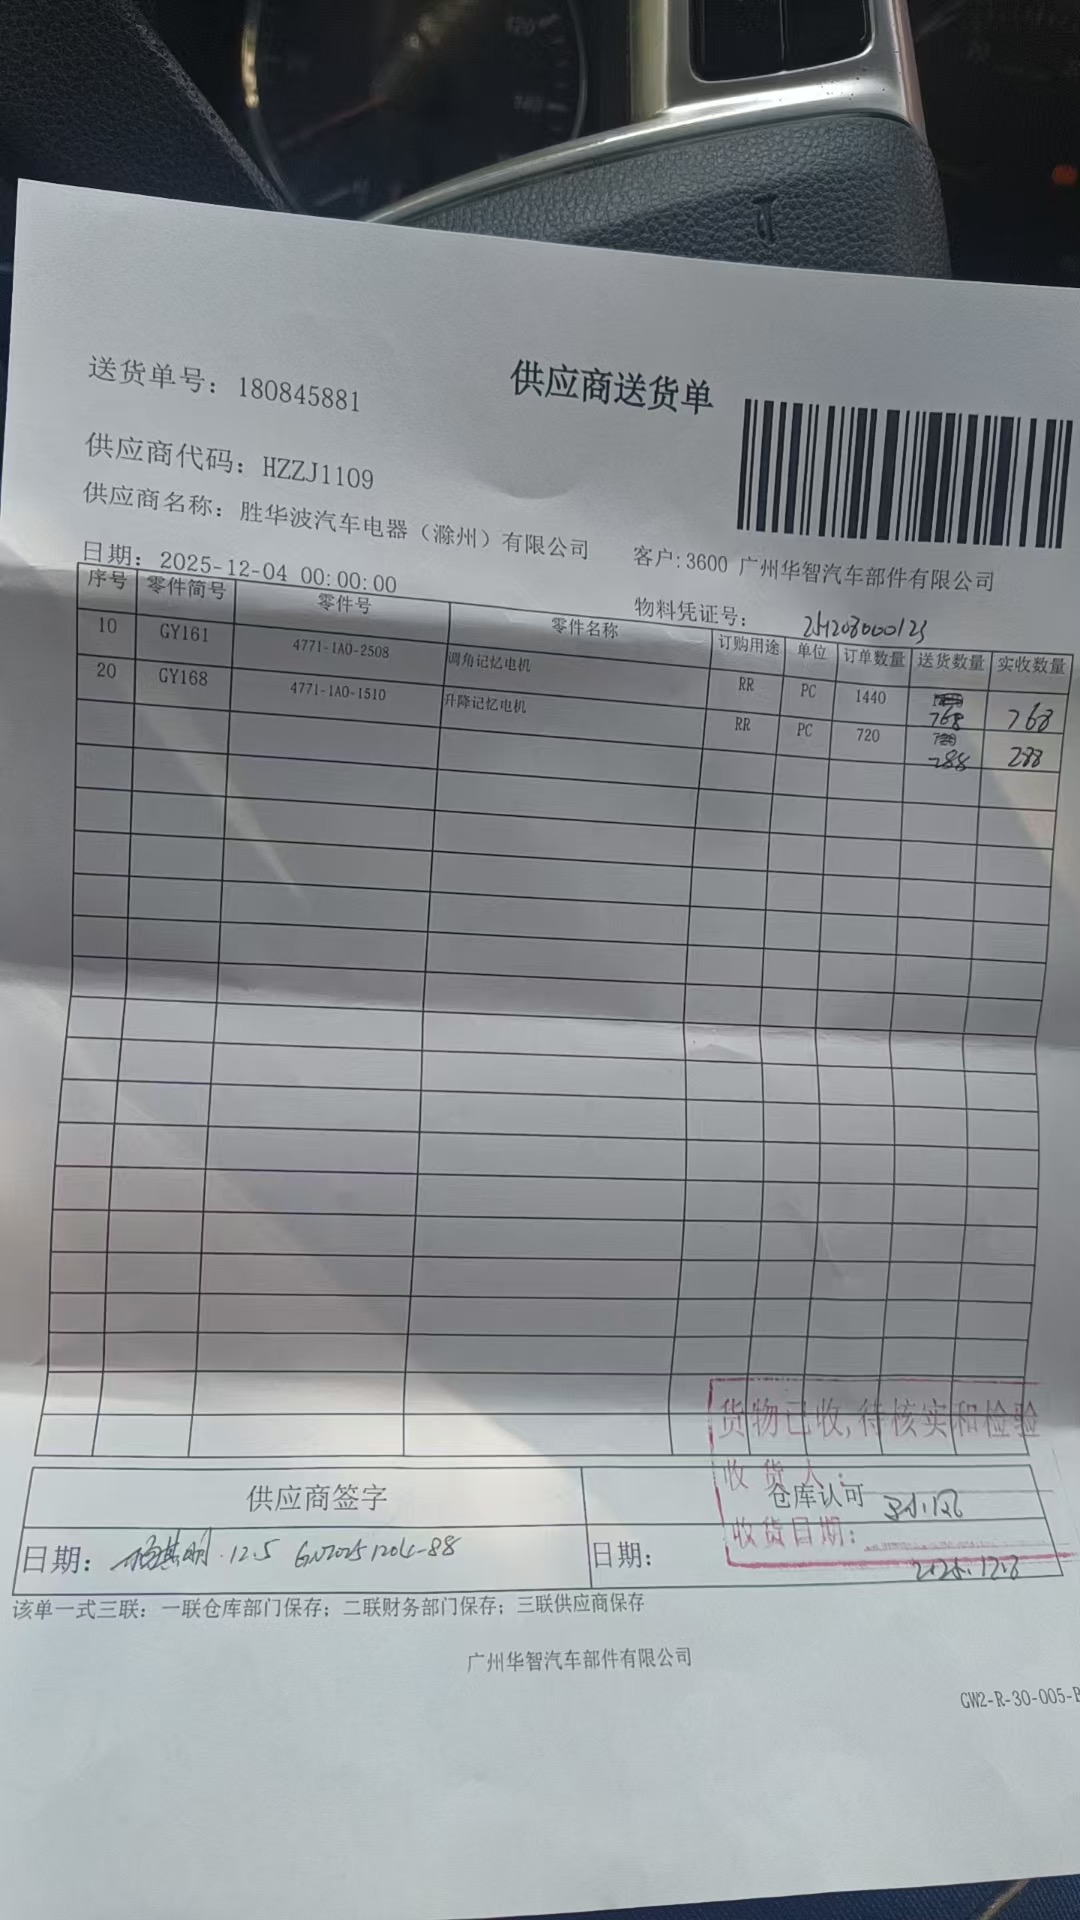 供应商送货单
送货单号：180845881
供应商代码：HZZJ1109
供应商名称：胜华波汽车电器（滁州）有限公司 客户:3600 广州华智汽车部件有限公司
日期：2025-12-04 00:00:00 物料凭证号：
序号 零件简号 零件号 零件名称 订购用途 单位 订单数量 送货数量 实收数量
10 GY161 4771-1A0-2508 调角记忆电机 RR PC 1440 768 768
20 GY168 4771-1A0-1510 升降记忆电机 RR PC 720 288 288
货物已收,待核实和检验
收货人：
供应商签字 仓库认可
收货日期：
日期： 12.5 日期： 2025.12.8
该单一式三联：一联仓库部门保存；二联财务部门保存；三联供应商保存
广州华智汽车部件有限公司
GW2-R-30-005-